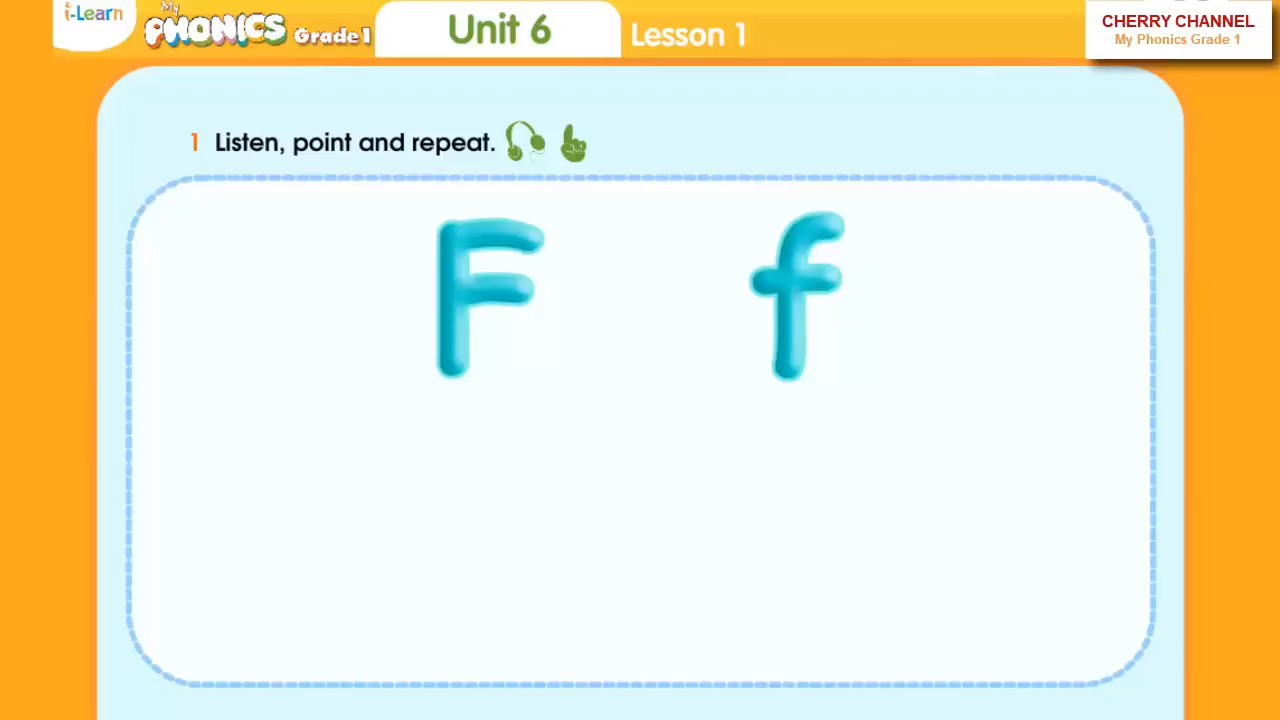 i-Learn
My
PHONICS Grade 1
Unit 6
Lesson 1
CHERRY CHANNEL
My Phonics Grade 1
1 Listen, point and repeat.
F f